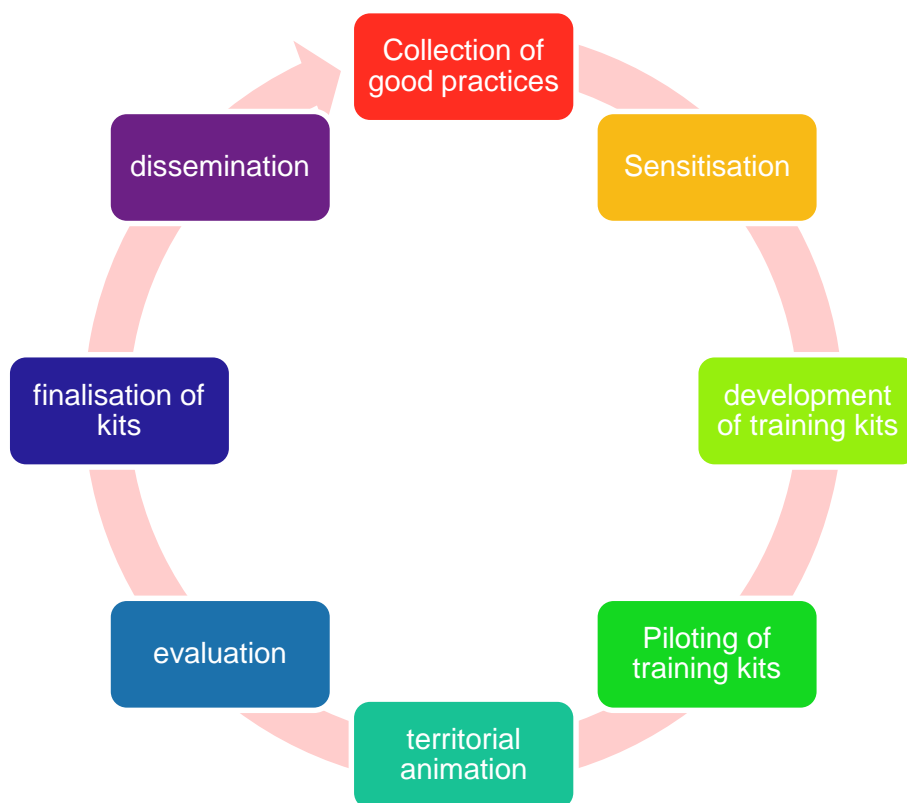 Collection of
good practices
Sensitisation
development
of training kits
Piloting of
training kits
territorial
animation
evaluation
finalisation of
kits
dissemination